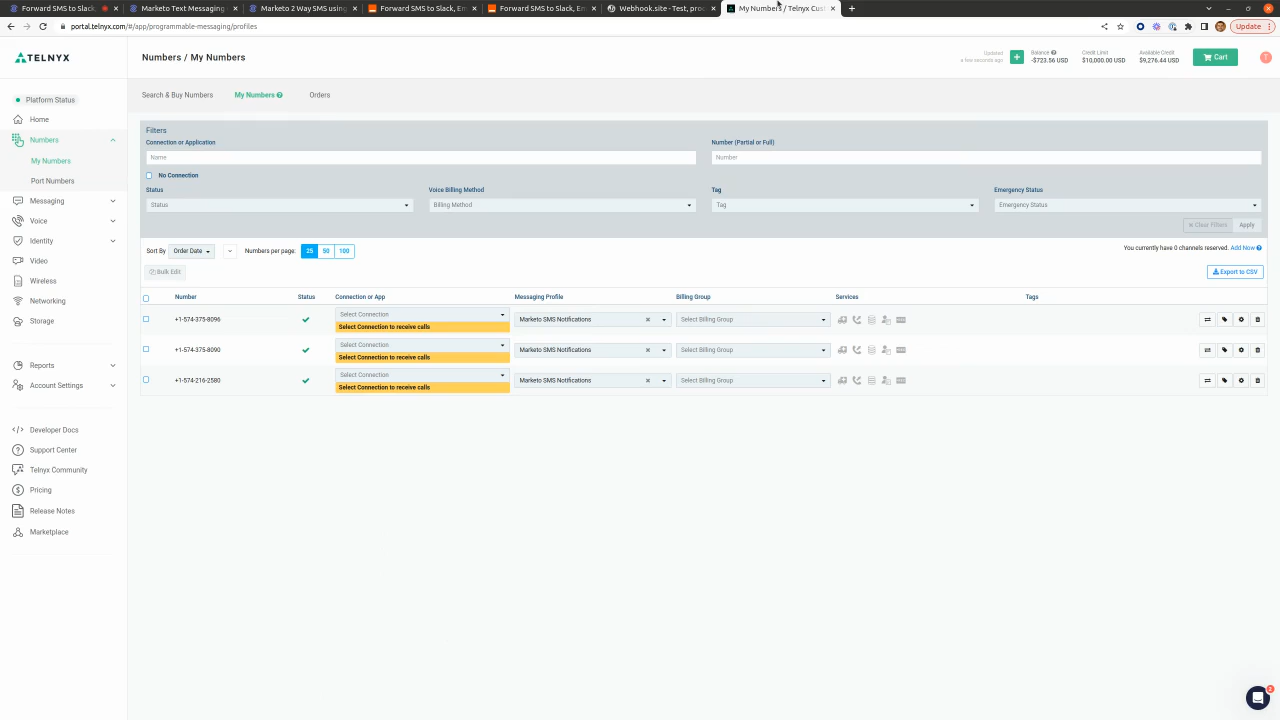 Forward SMS to Slack, Marketo Text Messaging Marketo 2 Way SMS using Forward SMS to Slack, Em Forward SMS to Slack, Em Webhook.site - Test, proc My Numbers / Telnyx Cus
portal.telnyx.com/#/app/programmable-messaging/profiles Update
TELNYX
Numbers / My Numbers
Updated
a few seconds ago
Balance
-$723.56 USD
Credit Limit
$10,000.00 USD
Available Credit
$9,276.44 USD
Cart
T
Platform Status
Home
Numbers
My Numbers
Port Numbers
Messaging
Voice
Identity
Video
Wireless
Networking
Storage
Reports
Account Settings
Developer Docs
Support Center
Telnyx Community
Pricing
Release Notes
Marketplace
Search & Buy Numbers My Numbers Orders
Filters
Connection or Application Number (Partial or Full)
Name Number
No Connection
Status Voice Billing Method Tag Emergency Status
Status Billing Method Tag Emergency Status
Clear Filters Apply
Sort By Order Date Numbers per page: 25 50 100 You currently have 0 channels reserved. Add Now
Bulk Edit Export to CSV
Number Status Connection or App Messaging Profile Billing Group Services Tags
+1-574-375-8096 Select Connection Marketo SMS Notifications Select Billing Group
Select Connection to receive calls
+1-574-375-8090 Select Connection Marketo SMS Notifications Select Billing Group
Select Connection to receive calls
+1-574-216-2580 Select Connection Marketo SMS Notifications Select Billing Group
Select Connection to receive calls
2